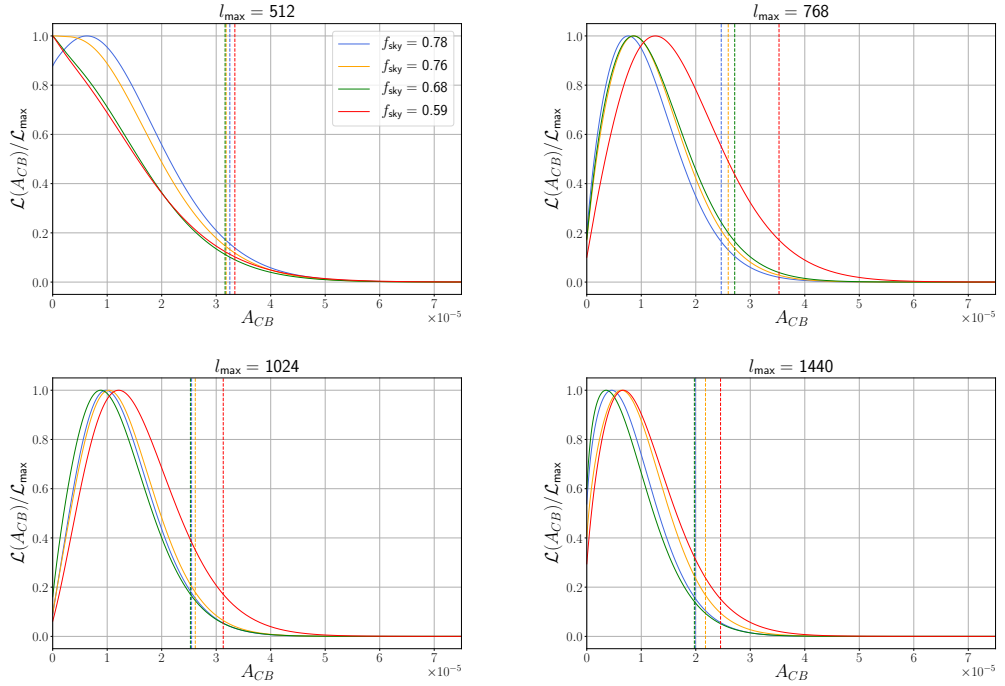 l_max = 512
l_max = 768
1.0
0.8
0.6
0.4
0.2
0.0
L(A_CB)/L_max
f_sky = 0.78
f_sky = 0.76
f_sky = 0.68
f_sky = 0.59
0 1 2 3 4 5 6 7
×10⁻⁵
A_CB
1.0
0.8
0.6
0.4
0.2
0.0
L(A_CB)/L_max
0 1 2 3 4 5 6 7
×10⁻⁵
A_CB
l_max = 1024
l_max = 1440
1.0
0.8
0.6
0.4
0.2
0.0
L(A_CB)/L_max
0 1 2 3 4 5 6 7
×10⁻⁵
A_CB
1.0
0.8
0.6
0.4
0.2
0.0
L(A_CB)/L_max
0 1 2 3 4 5 6 7
×10⁻⁵
A_CB